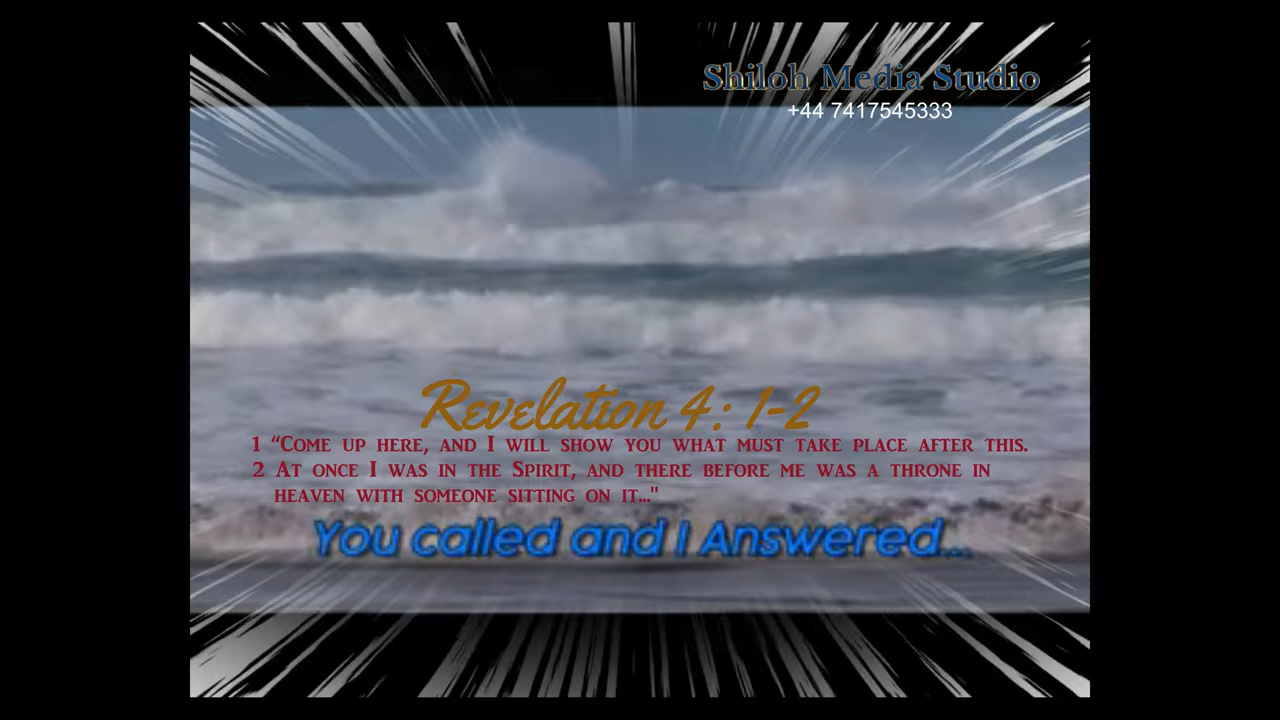 Shiloh Media Studio
+44 7417545333
Revelation 4: 1-2
1 “Come up here, and I will show you what must take place after this.
2 At once I was in the Spirit, and there before me was a throne in
heaven with someone sitting on it..."
You called and I Answered...